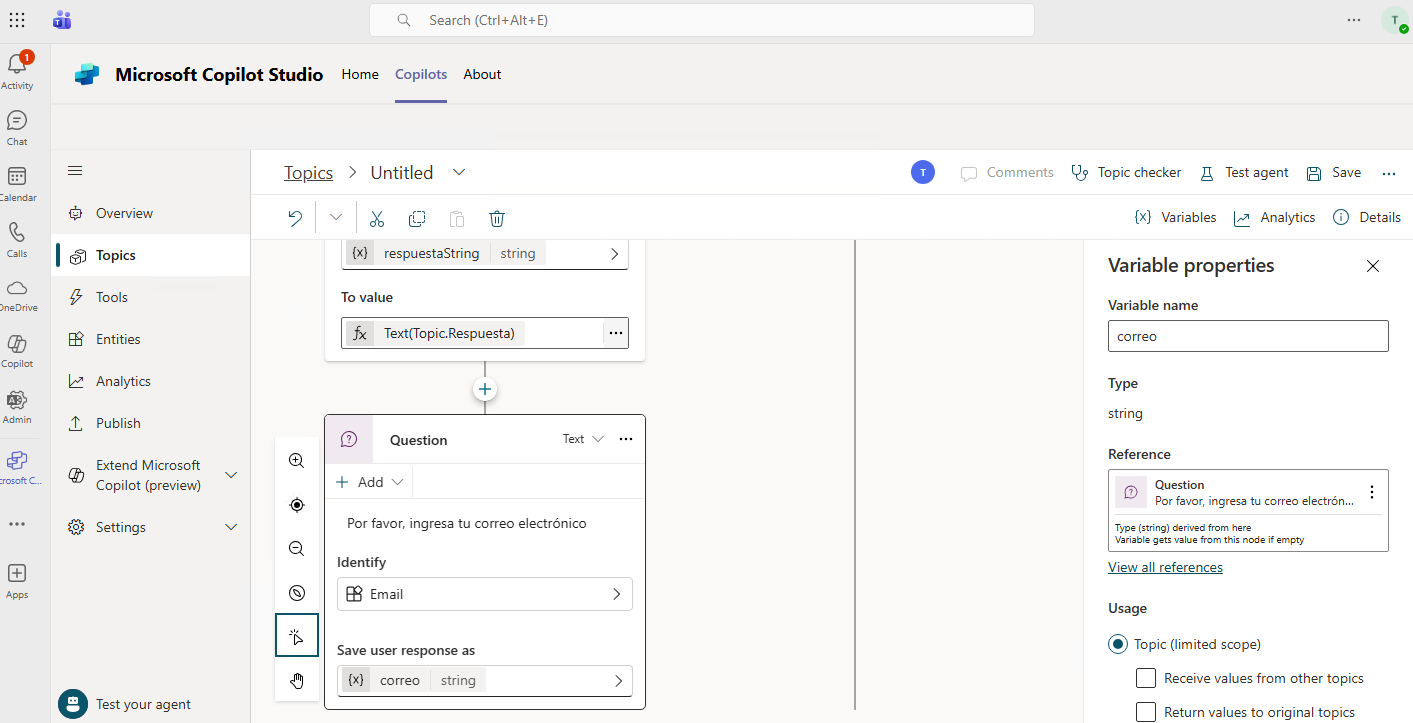 Search (Ctrl+Alt+E)
T
1
Activity
Chat
Calendar
Calls
OneDrive
Copilot
Admin
crosoft C...
Apps
Microsoft Copilot Studio
Home
Copilots
About
Topics
Untitled
T
Comments
Topic checker
Test agent
Save
Variables
Analytics
Details
Overview
Topics
Tools
Entities
Analytics
Publish
Extend Microsoft
Copilot (preview)
Settings
Test your agent
{x} respuestaString string
To value
fx Text(Topic.Respuesta)
Question
Text
Add
Por favor, ingresa tu correo electrónico
Identify
Email
Save user response as
{x} correo string
Variable properties
Variable name
correo
Type
string
Reference
Question
Por favor, ingresa tu correo electrón...
Type (string) derived from here
Variable gets value from this node if empty
View all references
Usage
Topic (limited scope)
Receive values from other topics
Return values to original topics